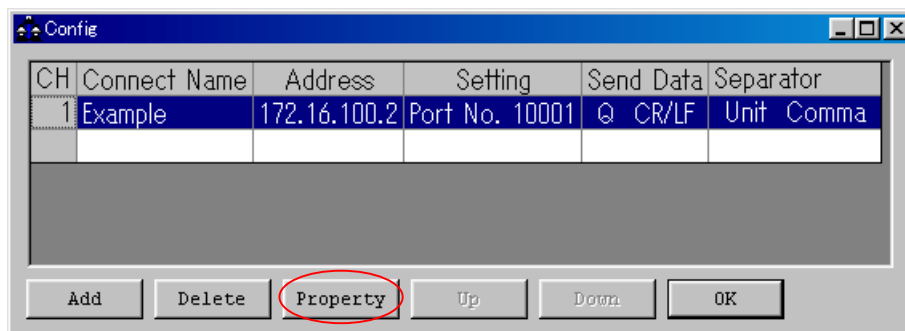 Config
CH Connect Name Address Setting Send Data Separator
1 Example 172.16.100.2 Port No. 10001 Q CR/LF Unit Comma
Add Delete Property Up Down OK